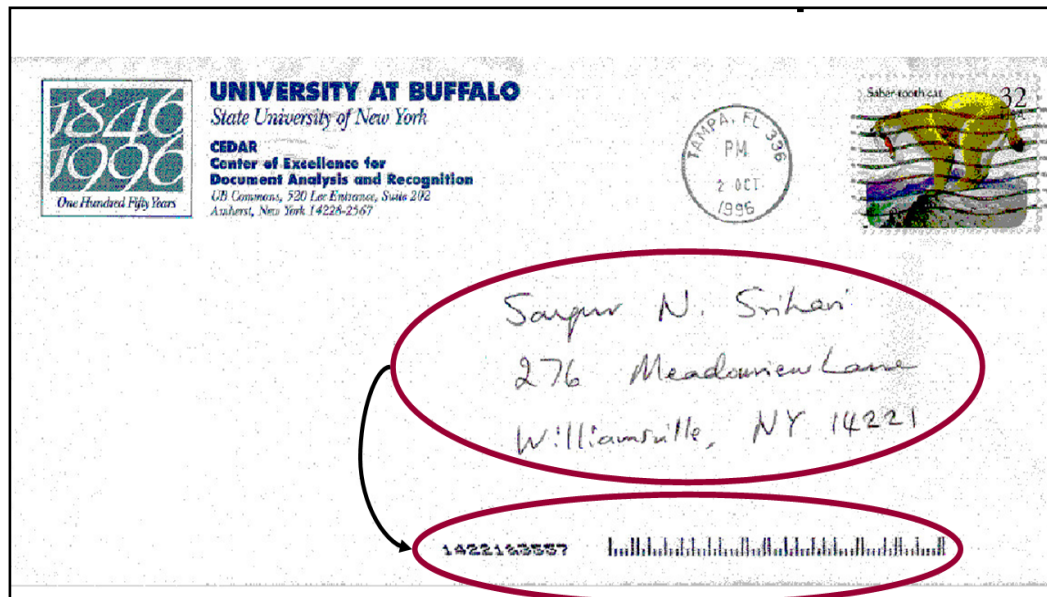 1846
1996
One Hundred Fifty Years
UNIVERSITY AT BUFFALO
State University of New York
CEDAR
Center of Excellence for
Document Analysis and Recognition
UB Commons, 520 Lee Entrance, Suite 202
Amherst, New York 14228-2567
TAMPA, FL 336
PM
2 OCT
1996
Saber-tooth cat
32
Sargur N. Srihari
276 Meadowview Lane
Williamsville, NY 14221